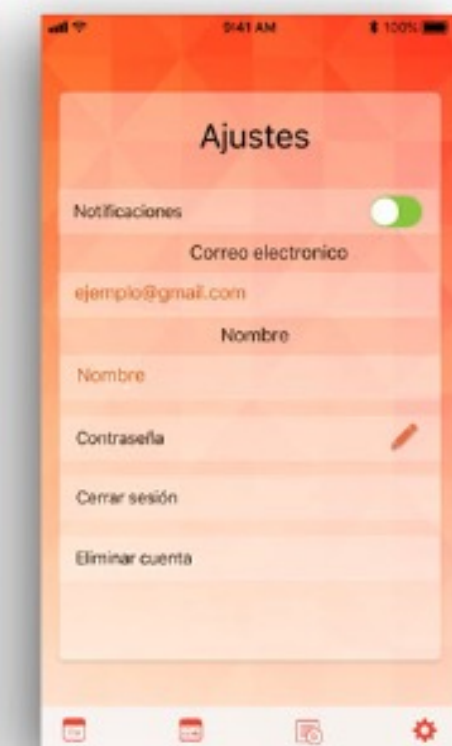 9:41 AM 100%
Ajustes
Notificaciones
Correo electronico
ejemplo@gmail.com
Nombre
Nombre
Contraseña
Cerrar sesión
Eliminar cuenta